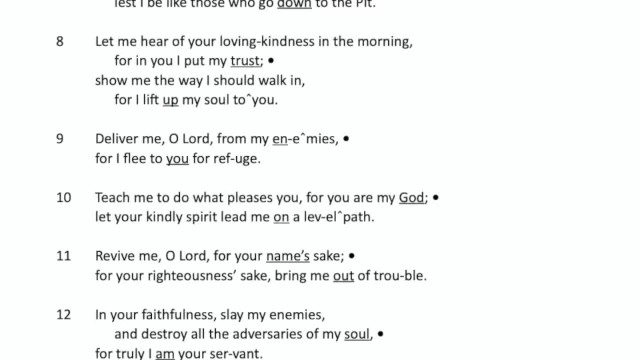 lest I be like those who go down to the Pit.
8 Let me hear of your loving-kindness in the morning,
for in you I put my trust; •
show me the way I should walk in,
for I lift up my soul to^you.
9 Deliver me, O Lord, from my en-e^mies, •
for I flee to you for ref-uge.
10 Teach me to do what pleases you, for you are my God; •
let your kindly spirit lead me on a lev-el^path.
11 Revive me, O Lord, for your name’s sake; •
for your righteousness’ sake, bring me out of trou-ble.
12 In your faithfulness, slay my enemies,
and destroy all the adversaries of my soul, •
for truly I am your ser-vant.